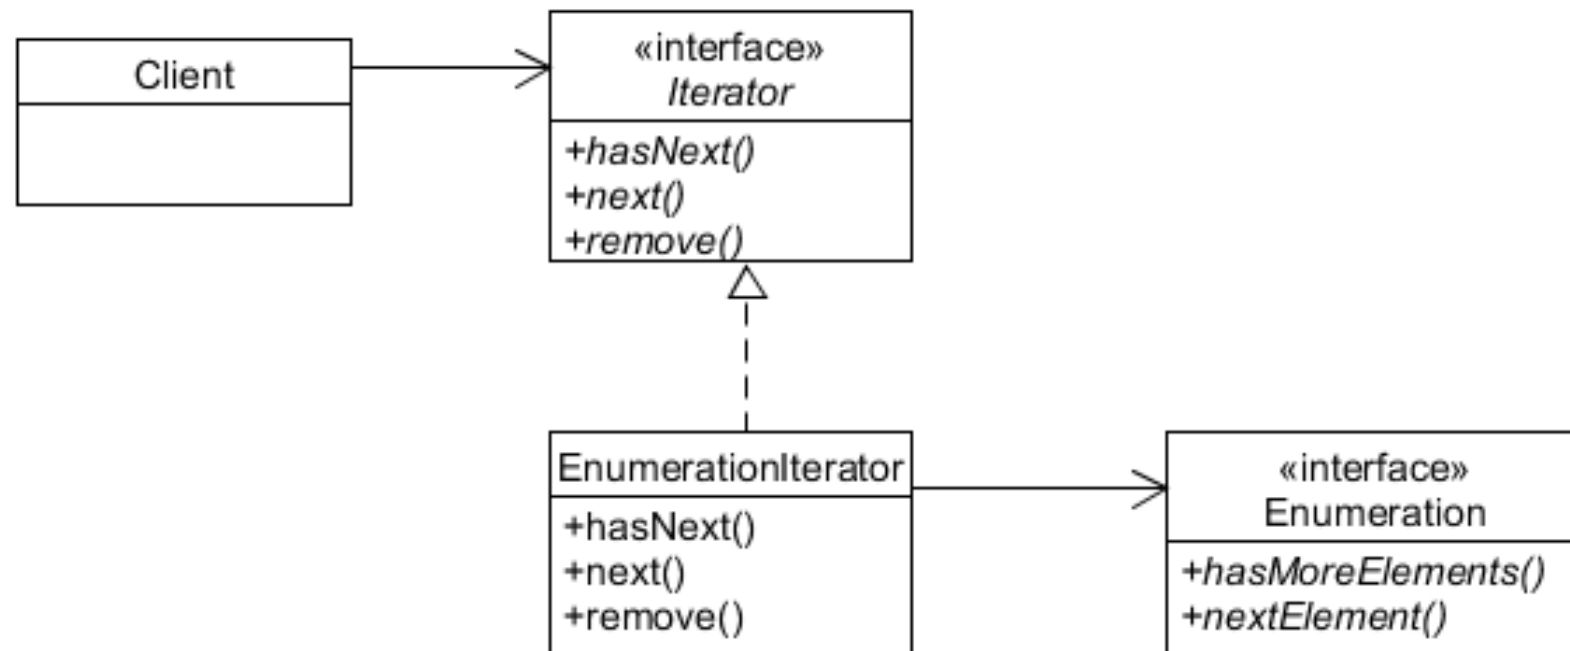 Client
«interface»
Iterator
+hasNext()
+next()
+remove()
EnumerationIterator
+hasNext()
+next()
+remove()
«interface»
Enumeration
+hasMoreElements()
+nextElement()